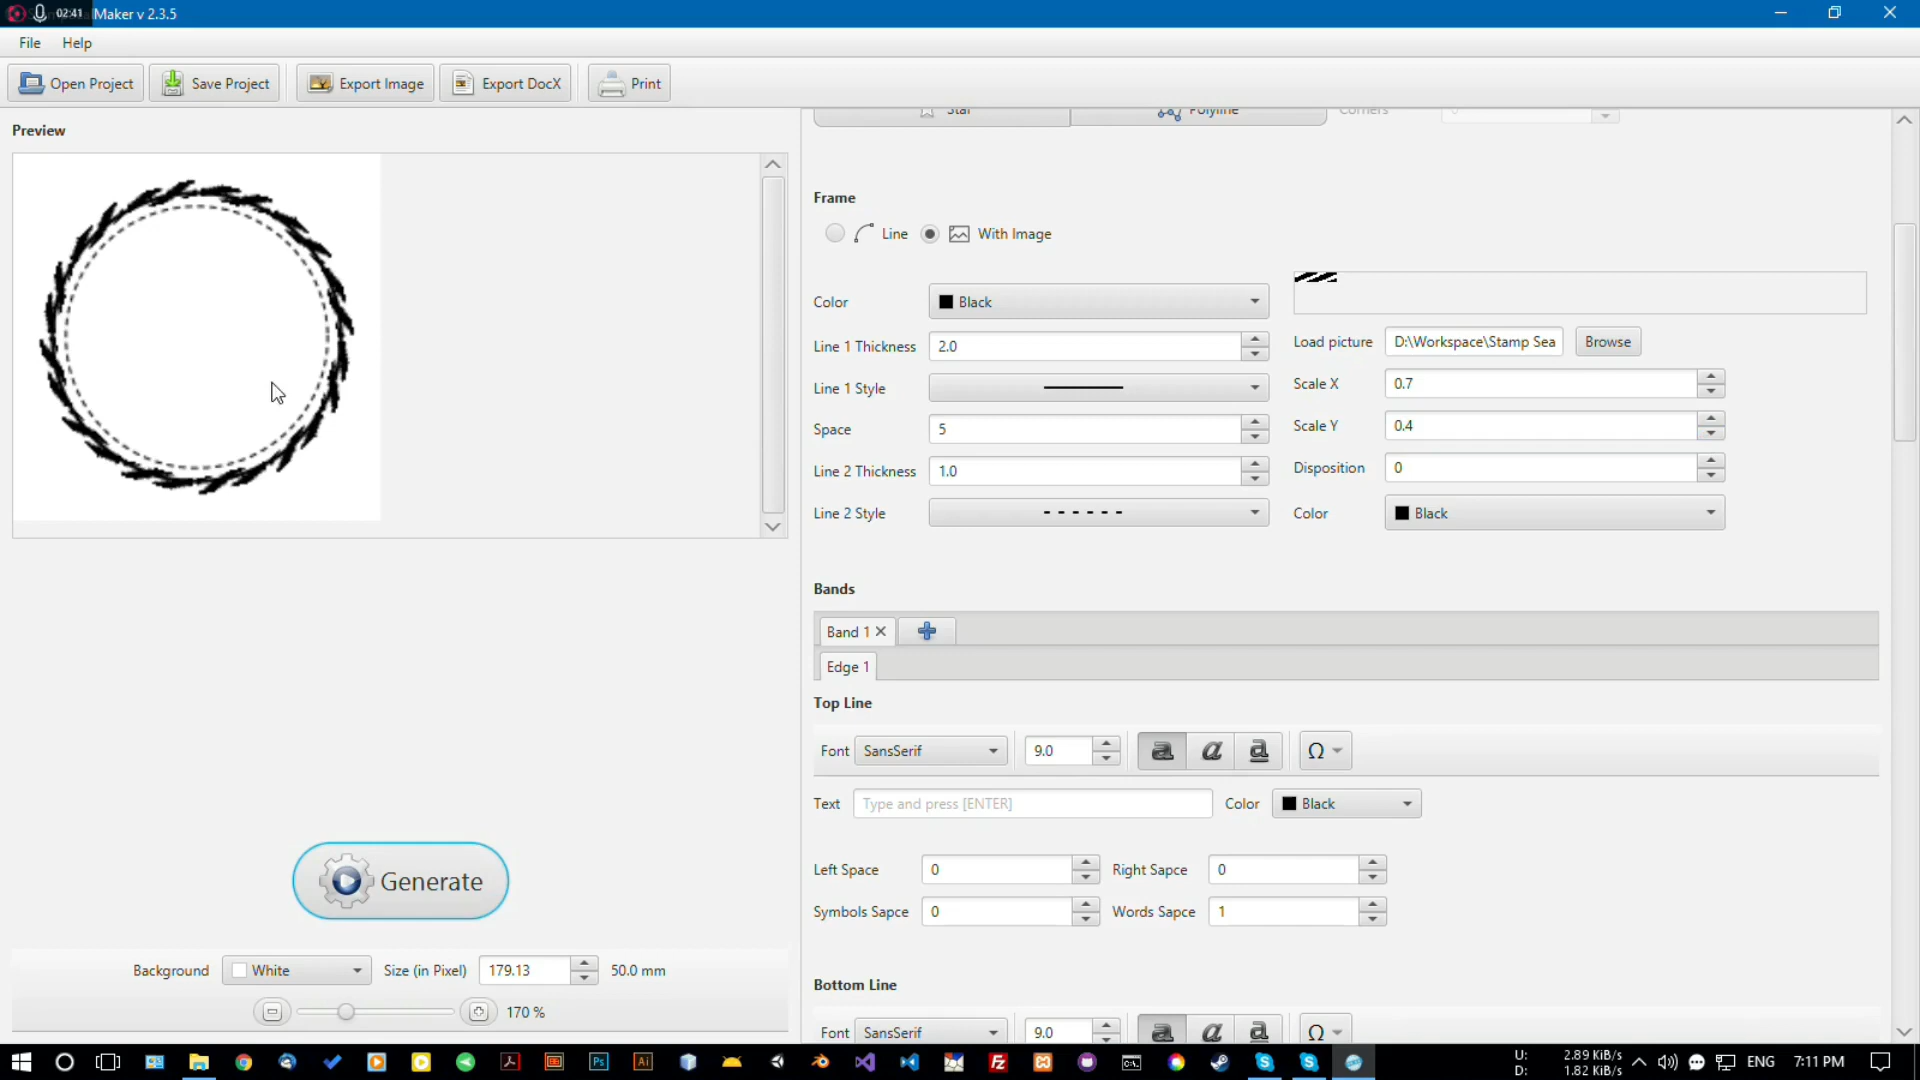 02:41 Maker v 2.3.5
File Help
Open Project Save Project Export Image Export DocX Print
Preview
Star Polyline Corners
Frame
Line With Image
Color Black
Line 1 Thickness 2.0
Load picture D:\Workspace\Stamp Sea Browse
Line 1 Style
Scale X 0.7
Space 5
Scale Y 0.4
Line 2 Thickness 1.0
Disposition 0
Line 2 Style
Color Black
Bands
Band 1
Edge 1
Top Line
Font SansSerif 9.0 a a a Ω
Text Type and press [ENTER] Color Black
Left Space 0 Right Sapce 0
Symbols Sapce 0 Words Sapce 1
Bottom Line
Font SansSerif 9.0 a a a Ω
Generate
Background White Size (in Pixel) 179.13 50.0 mm
170 %
U: 2.89 KiB/s
D: 1.82 KiB/s
ENG 7:11 PM